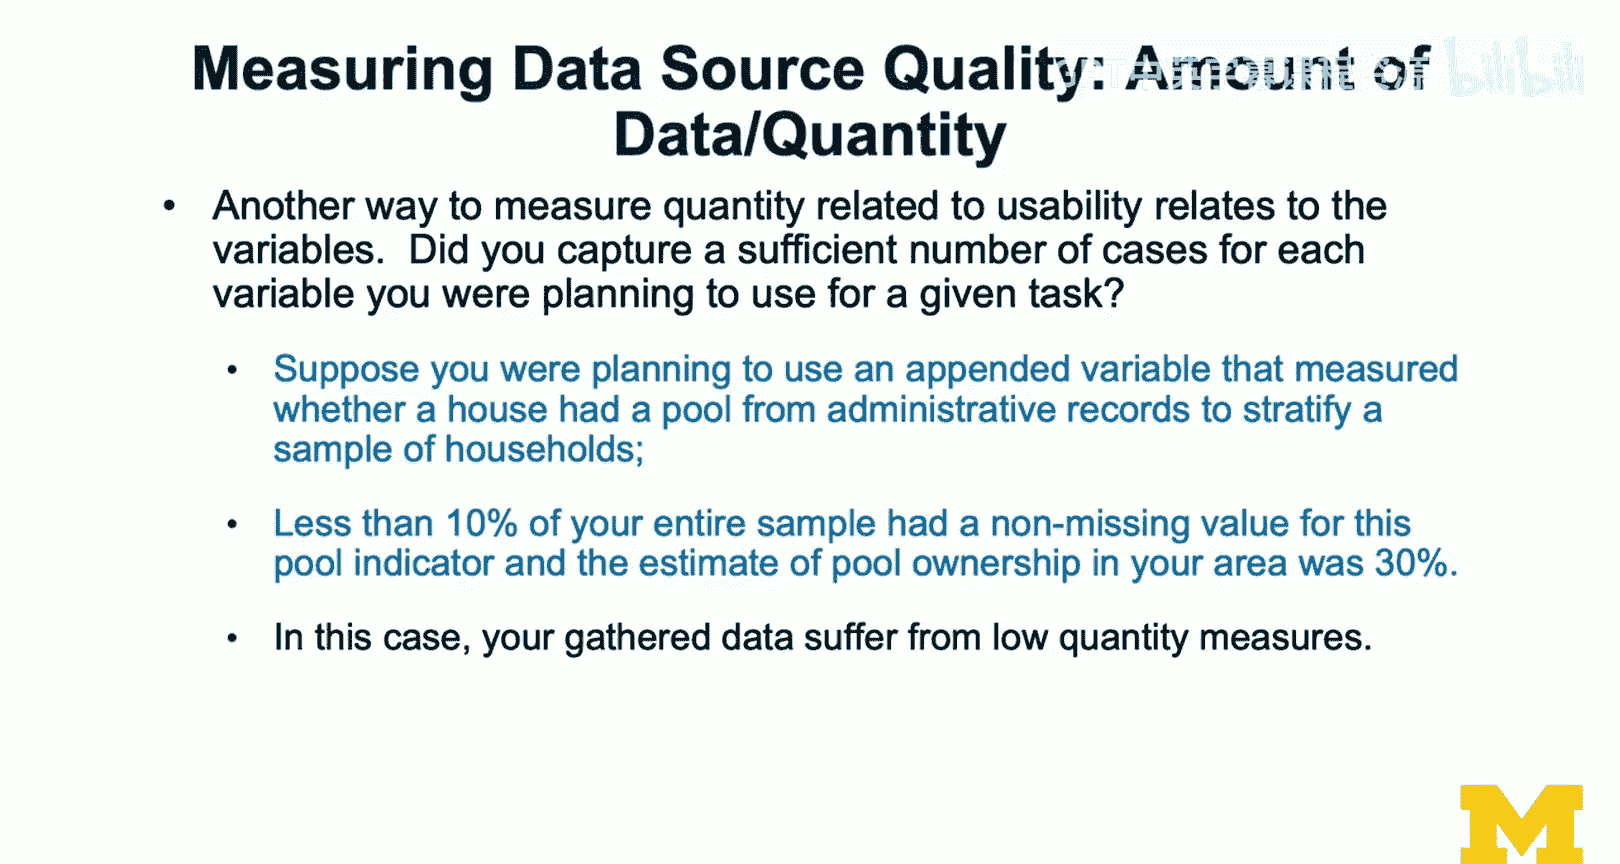 Measuring Data Source Quality: Amount of
Data/Quantity
• Another way to measure quantity related to usability relates to the
variables. Did you capture a sufficient number of cases for each
variable you were planning to use for a given task?
• Suppose you were planning to use an appended variable that measured
whether a house had a pool from administrative records to stratify a
sample of households;
• Less than 10% of your entire sample had a non-missing value for this
pool indicator and the estimate of pool ownership in your area was 30%.
• In this case, your gathered data suffer from low quantity measures.
bilibili
M